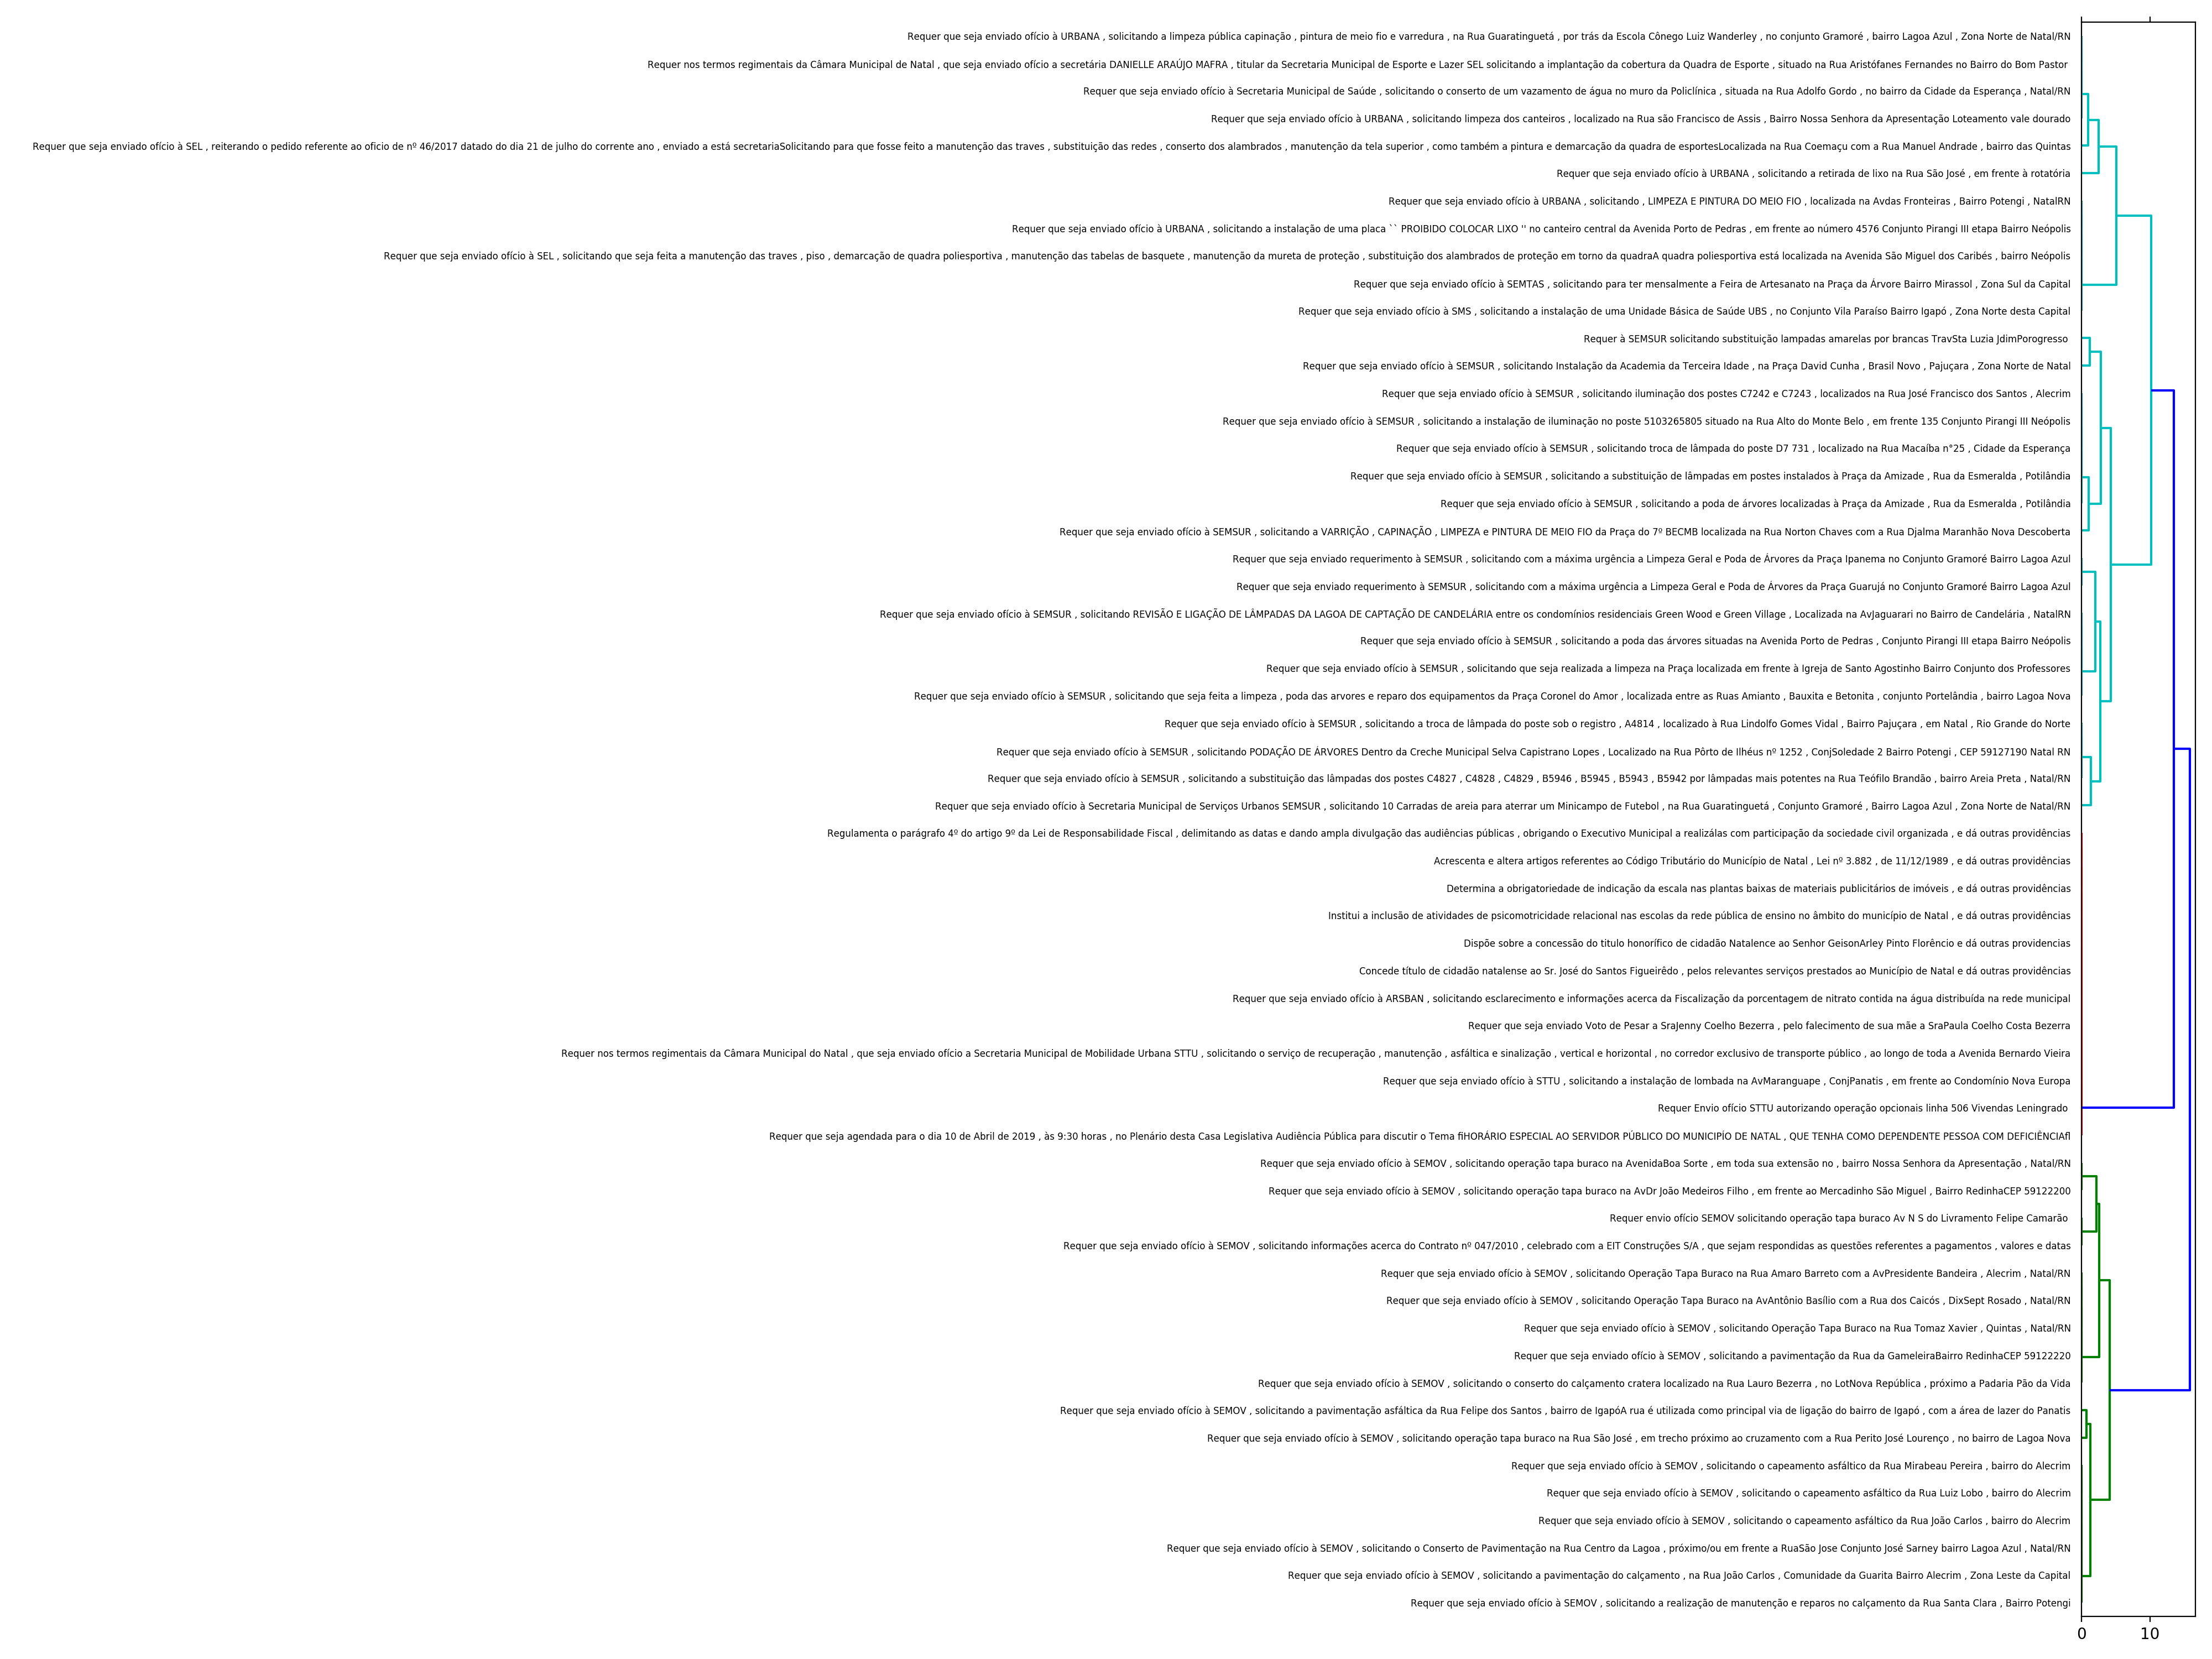 Requer que seja enviado ofício à URBANA , solicitando a limpeza pública capinação , pintura de meio fio e varredura , na Rua Guaratinguetá , por trás da Escola Cônego Luiz Wanderley , no conjunto Gramoré , bairro Lagoa Azul , Zona Norte de Natal/RN
Requer nos termos regimentais da Câmara Municipal de Natal , que seja enviado ofício a secretária DANIELLE ARAÚJO MAFRA , titular da Secretaria Municipal de Esporte e Lazer SEL solicitando a implantação da cobertura da Quadra de Esporte , situado na Rua Aristófanes Fernandes no Bairro do Bom Pastor
Requer que seja enviado ofício à Secretaria Municipal de Saúde , solicitando o conserto de um vazamento de água no muro da Policlínica , situada na Rua Adolfo Gordo , no bairro da Cidade da Esperança , Natal/RN
Requer que seja enviado ofício à URBANA , solicitando limpeza dos canteiros , localizado na Rua são Francisco de Assis , Bairro Nossa Senhora da Apresentação Loteamento vale dourado
Requer que seja enviado ofício à SEL , reiterando o pedido referente ao oficio de nº 46/2017 datado do dia 21 de julho do corrente ano , enviado a está secretariaSolicitando para que fosse feito a manutenção das traves , substituição das redes , conserto dos alambrados , manutenção da tela superior , como também a pintura e demarcação da quadra de esportesLocalizada na Rua Coemaçu com a Rua Manuel Andrade , bairro das Quintas
Requer que seja enviado ofício à URBANA , solicitando a retirada de lixo na Rua São José , em frente à rotatória
Requer que seja enviado ofício à URBANA , solicitando , LIMPEZA E PINTURA DO MEIO FIO , localizada na Avdas Fronteiras , Bairro Potengi , NatalRN
Requer que seja enviado ofício à URBANA , solicitando a instalação de uma placa `` PROIBIDO COLOCAR LIXO '' no canteiro central da Avenida Porto de Pedras , em frente ao número 4576 Conjunto Pirangi III etapa Bairro Neópolis
Requer que seja enviado ofício à SEL , solicitando que seja feita a manutenção das traves , piso , demarcação de quadra poliesportiva , manutenção das tabelas de basquete , manutenção da mureta de proteção , substituição dos alambrados de proteção em torno da quadraA quadra poliesportiva está localizada na Avenida São Miguel dos Caribés , bairro Neópolis
Requer que seja enviado ofício à SEMTAS , solicitando para ter mensalmente a Feira de Artesanato na Praça da Árvore Bairro Mirassol , Zona Sul da Capital
Requer que seja enviado ofício à SMS , solicitando a instalação de uma Unidade Básica de Saúde UBS , no Conjunto Vila Paraíso Bairro Igapó , Zona Norte desta Capital
Requer à SEMSUR solicitando substituição lampadas amarelas por brancas TravSta Luzia JdimPorogresso
Requer que seja enviado ofício à SEMSUR , solicitando Instalação da Academia da Terceira Idade , na Praça David Cunha , Brasil Novo , Pajuçara , Zona Norte de Natal
Requer que seja enviado ofício à SEMSUR , solicitando iluminação dos postes C7242 e C7243 , localizados na Rua José Francisco dos Santos , Alecrim
Requer que seja enviado ofício à SEMSUR , solicitando a instalação de iluminação no poste 5103265805 situado na Rua Alto do Monte Belo , em frente 135 Conjunto Pirangi III Neópolis
Requer que seja enviado ofício à SEMSUR , solicitando troca de lâmpada do poste D7 731 , localizado na Rua Macaíba n°25 , Cidade da Esperança
Requer que seja enviado ofício à SEMSUR , solicitando a substituição de lâmpadas em postes instalados à Praça da Amizade , Rua da Esmeralda , Potilândia
Requer que seja enviado ofício à SEMSUR , solicitando a poda de árvores localizadas à Praça da Amizade , Rua da Esmeralda , Potilândia
Requer que seja enviado ofício à SEMSUR , solicitando a VARRIÇÃO , CAPINAÇÃO , LIMPEZA e PINTURA DE MEIO FIO da Praça do 7º BECMB localizada na Rua Norton Chaves com a Rua Djalma Maranhão Nova Descoberta
Requer que seja enviado requerimento à SEMSUR , solicitando com a máxima urgência a Limpeza Geral e Poda de Árvores da Praça Ipanema no Conjunto Gramoré Bairro Lagoa Azul
Requer que seja enviado requerimento à SEMSUR , solicitando com a máxima urgência a Limpeza Geral e Poda de Árvores da Praça Guarujá no Conjunto Gramoré Bairro Lagoa Azul
Requer que seja enviado ofício à SEMSUR , solicitando REVISÃO E LIGAÇÃO DE LÂMPADAS DA LAGOA DE CAPTAÇÃO DE CANDELÁRIA entre os condomínios residenciais Green Wood e Green Village , Localizada na AvJaguarari no Bairro de Candelária , NatalRN
Requer que seja enviado ofício à SEMSUR , solicitando a poda das árvores situadas na Avenida Porto de Pedras , Conjunto Pirangi III etapa Bairro Neópolis
Requer que seja enviado ofício à SEMSUR , solicitando que seja realizada a limpeza na Praça localizada em frente à Igreja de Santo Agostinho Bairro Conjunto dos Professores
Requer que seja enviado ofício à SEMSUR , solicitando que seja feita a limpeza , poda das arvores e reparo dos equipamentos da Praça Coronel do Amor , localizada entre as Ruas Amianto , Bauxita e Betonita , conjunto Portelândia , bairro Lagoa Nova
Requer que seja enviado ofício à SEMSUR , solicitando a troca de lâmpada do poste sob o registro , A4814 , localizado à Rua Lindolfo Gomes Vidal , Bairro Pajuçara , em Natal , Rio Grande do Norte
Requer que seja enviado ofício à SEMSUR , solicitando PODAÇÃO DE ÁRVORES Dentro da Creche Municipal Selva Capistrano Lopes , Localizado na Rua Pôrto de Ilhéus nº 1252 , ConjSoledade 2 Bairro Potengi , CEP 59127190 Natal RN
Requer que seja enviado ofício à SEMSUR , solicitando a substituição das lâmpadas dos postes C4827 , C4828 , C4829 , B5946 , B5945 , B5943 , B5942 por lâmpadas mais potentes na Rua Teófilo Brandão , bairro Areia Preta , Natal/RN
Requer que seja enviado ofício à Secretaria Municipal de Serviços Urbanos SEMSUR , solicitando 10 Carradas de areia para aterrar um Minicampo de Futebol , na Rua Guaratinguetá , Conjunto Gramoré , Bairro Lagoa Azul , Zona Norte de Natal/RN
Regulamenta o parágrafo 4º do artigo 9º da Lei de Responsabilidade Fiscal , delimitando as datas e dando ampla divulgação das audiências públicas , obrigando o Executivo Municipal a realizálas com participação da sociedade civil organizada , e dá outras providências
Acrescenta e altera artigos referentes ao Código Tributário do Município de Natal , Lei nº 3.882 , de 11/12/1989 , e dá outras providências
Determina a obrigatoriedade de indicação da escala nas plantas baixas de materiais publicitários de imóveis , e dá outras providências
Institui a inclusão de atividades de psicomotricidade relacional nas escolas da rede pública de ensino no âmbito do município de Natal , e dá outras providências
Dispõe sobre a concessão do titulo honorífico de cidadão Natalence ao Senhor GeisonArley Pinto Florêncio e dá outras providencias
Concede título de cidadão natalense ao Sr. José do Santos Figueirêdo , pelos relevantes serviços prestados ao Município de Natal e dá outras providências
Requer que seja enviado ofício à ARSBAN , solicitando esclarecimento e informações acerca da Fiscalização da porcentagem de nitrato contida na água distribuída na rede municipal
Requer que seja enviado Voto de Pesar a SraJenny Coelho Bezerra , pelo falecimento de sua mãe a SraPaula Coelho Costa Bezerra
Requer nos termos regimentais da Câmara Municipal do Natal , que seja enviado ofício a Secretaria Municipal de Mobilidade Urbana STTU , solicitando o serviço de recuperação , manutenção , asfáltica e sinalização , vertical e horizontal , no corredor exclusivo de transporte público , ao longo de toda a Avenida Bernardo Vieira
Requer que seja enviado ofício à STTU , solicitando a instalação de lombada na AvMaranguape , ConjPanatis , em frente ao Condomínio Nova Europa
Requer Envio ofício STTU autorizando operação opcionais linha 506 Vivendas Leningrado
Requer que seja agendada para o dia 10 de Abril de 2019 , às 9:30 horas , no Plenário desta Casa Legislativa Audiência Pública para discutir o Tema fiHORÁRIO ESPECIAL AO SERVIDOR PÚBLICO DO MUNICIPÍO DE NATAL , QUE TENHA COMO DEPENDENTE PESSOA COM DEFICIÊNCIAfl
Requer que seja enviado ofício à SEMOV , solicitando operação tapa buraco na AvenidaBoa Sorte , em toda sua extensão no , bairro Nossa Senhora da Apresentação , Natal/RN
Requer que seja enviado ofício à SEMOV , solicitando operação tapa buraco na AvDr João Medeiros Filho , em frente ao Mercadinho São Miguel , Bairro RedinhaCEP 59122200
Requer envio ofício SEMOV solicitando operação tapa buraco Av N S do Livramento Felipe Camarão
Requer que seja enviado ofício à SEMOV , solicitando informações acerca do Contrato nº 047/2010 , celebrado com a EIT Construções S/A , que sejam respondidas as questões referentes a pagamentos , valores e datas
Requer que seja enviado ofício à SEMOV , solicitando Operação Tapa Buraco na Rua Amaro Barreto com a AvPresidente Bandeira , Alecrim , Natal/RN
Requer que seja enviado ofício à SEMOV , solicitando Operação Tapa Buraco na AvAntônio Basílio com a Rua dos Caicós , DixSept Rosado , Natal/RN
Requer que seja enviado ofício à SEMOV , solicitando Operação Tapa Buraco na Rua Tomaz Xavier , Quintas , Natal/RN
Requer que seja enviado ofício à SEMOV , solicitando a pavimentação da Rua da GameleiraBairro RedinhaCEP 59122220
Requer que seja enviado ofício à SEMOV , solicitando o conserto do calçamento cratera localizado na Rua Lauro Bezerra , no LotNova República , próximo a Padaria Pão da Vida
Requer que seja enviado ofício à SEMOV , solicitando a pavimentação asfáltica da Rua Felipe dos Santos , bairro de IgapóA rua é utilizada como principal via de ligação do bairro de Igapó , com a área de lazer do Panatis
Requer que seja enviado ofício à SEMOV , solicitando operação tapa buraco na Rua São José , em trecho próximo ao cruzamento com a Rua Perito José Lourenço , no bairro de Lagoa Nova
Requer que seja enviado ofício à SEMOV , solicitando o capeamento asfáltico da Rua Mirabeau Pereira , bairro do Alecrim
Requer que seja enviado ofício à SEMOV , solicitando o capeamento asfáltico da Rua Luiz Lobo , bairro do Alecrim
Requer que seja enviado ofício à SEMOV , solicitando o capeamento asfáltico da Rua João Carlos , bairro do Alecrim
Requer que seja enviado ofício à SEMOV , solicitando o Conserto de Pavimentação na Rua Centro da Lagoa , próximo/ou em frente a RuaSão Jose Conjunto José Sarney bairro Lagoa Azul , Natal/RN
Requer que seja enviado ofício à SEMOV , solicitando a pavimentação do calçamento , na Rua João Carlos , Comunidade da Guarita Bairro Alecrim , Zona Leste da Capital
Requer que seja enviado ofício à SEMOV , solicitando a realização de manutenção e reparos no calçamento da Rua Santa Clara , Bairro Potengi
0 10